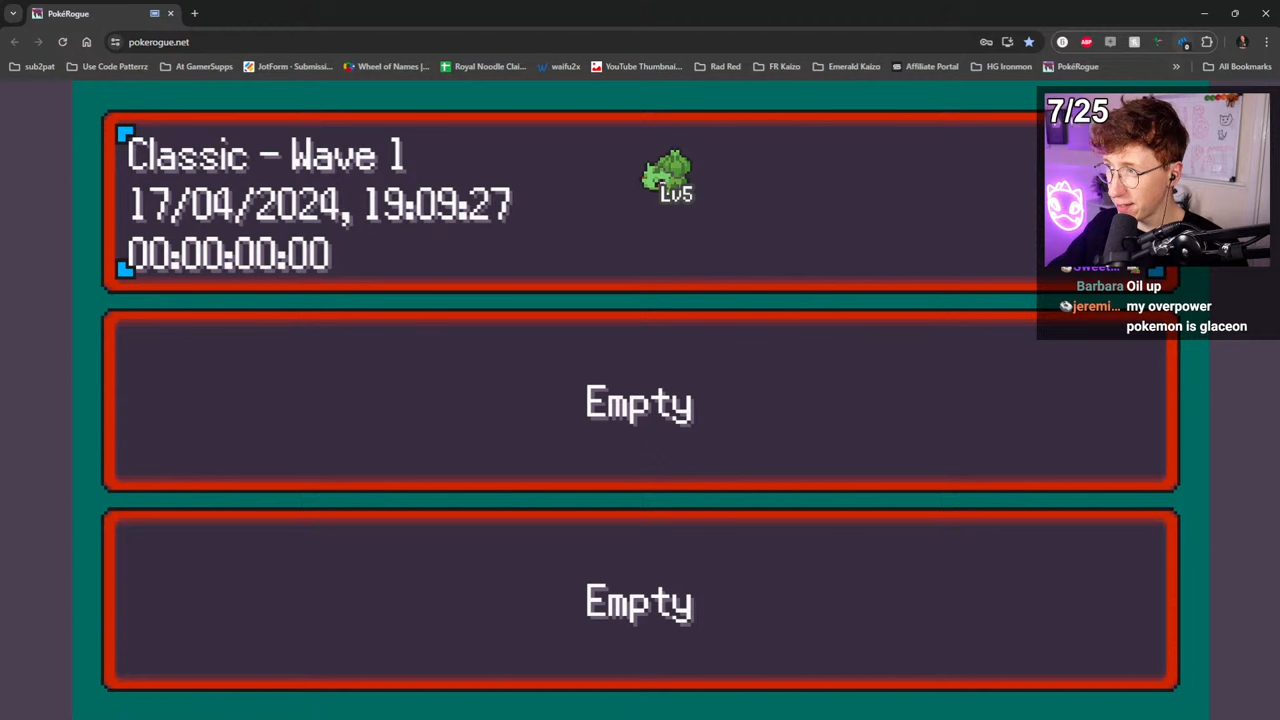 PokéRogue
pokerogue.net
sub2pat
Use Code Patterrz
At GamerSupps
JotForm - Submissi...
Wheel of Names |...
Royal Noodle Clai...
waifu2x
YouTube Thumbnai...
Rad Red
FR Kaizo
Emerald Kaizo
Affiliate Portal
HG Ironmon
PokéRogue
»
All Bookmarks
ABP
7/25
Classic - Wave 1
17/04/2024, 19:09:27
Lv5
00:00:00:00
Barbara Oil up
jeremi... my overpower
pokemon is glaceon
Empty
Empty